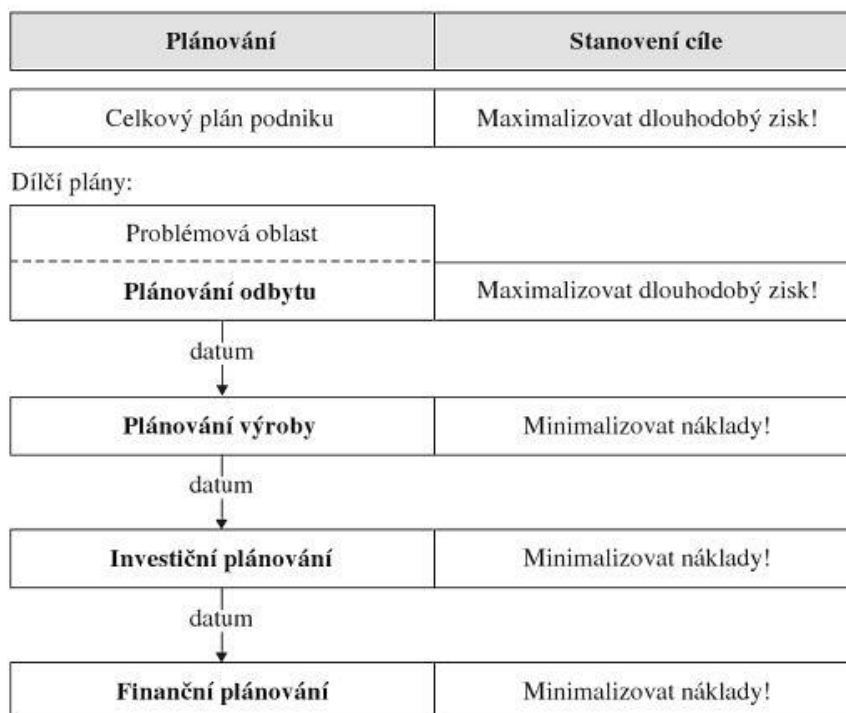 Plánování Stanovení cíle
Celkový plán podniku Maximalizovat dlouhodobý zisk!
Dílčí plány:
Problémová oblast
Plánování odbytu Maximalizovat dlouhodobý zisk!
datum
Plánování výroby Minimalizovat náklady!
datum
Investiční plánování Minimalizovat náklady!
datum
Finanční plánování Minimalizovat náklady!